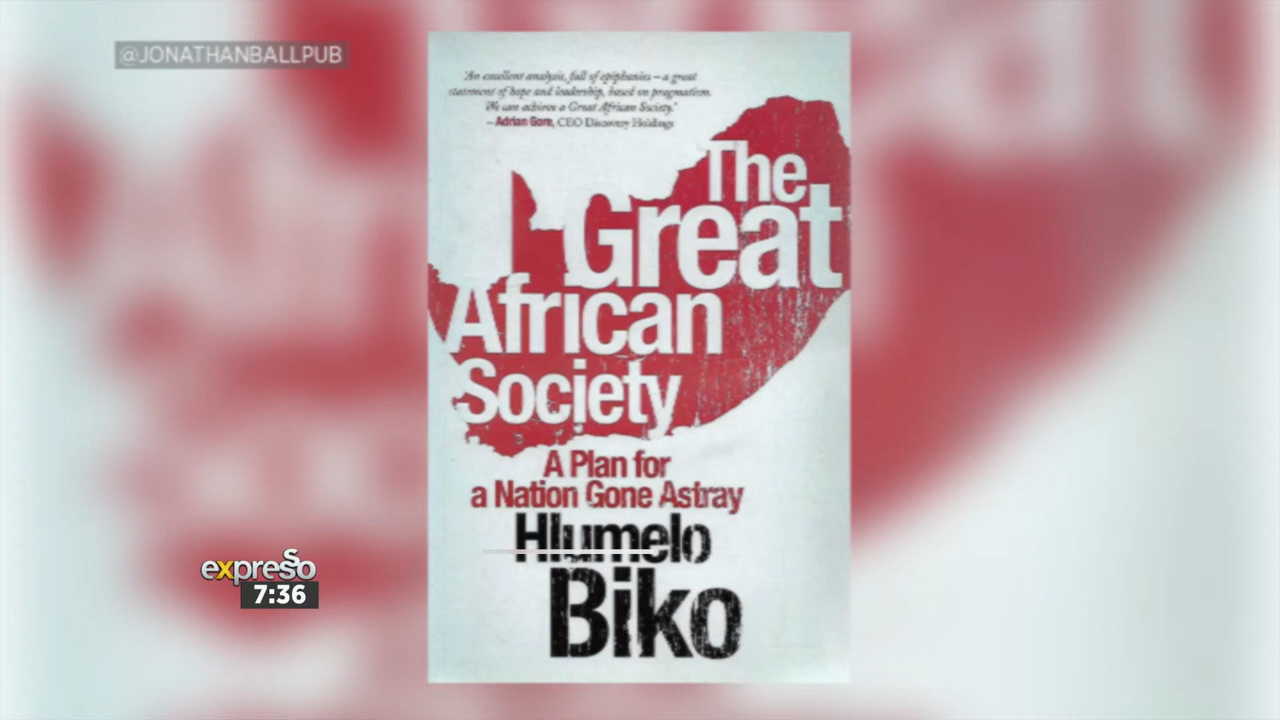 @JONATHANBALLPUB
'An excellent analysis, full of epiphanies – a great
statement of hope and leadership, based on pragmatism.
We can achieve a Great African Society.'
– Adrian Gore, CEO Discovery Holdings
The
Great
African
Society
A Plan for
a Nation Gone Astray
Hlumelo
Biko
expresso
7:36